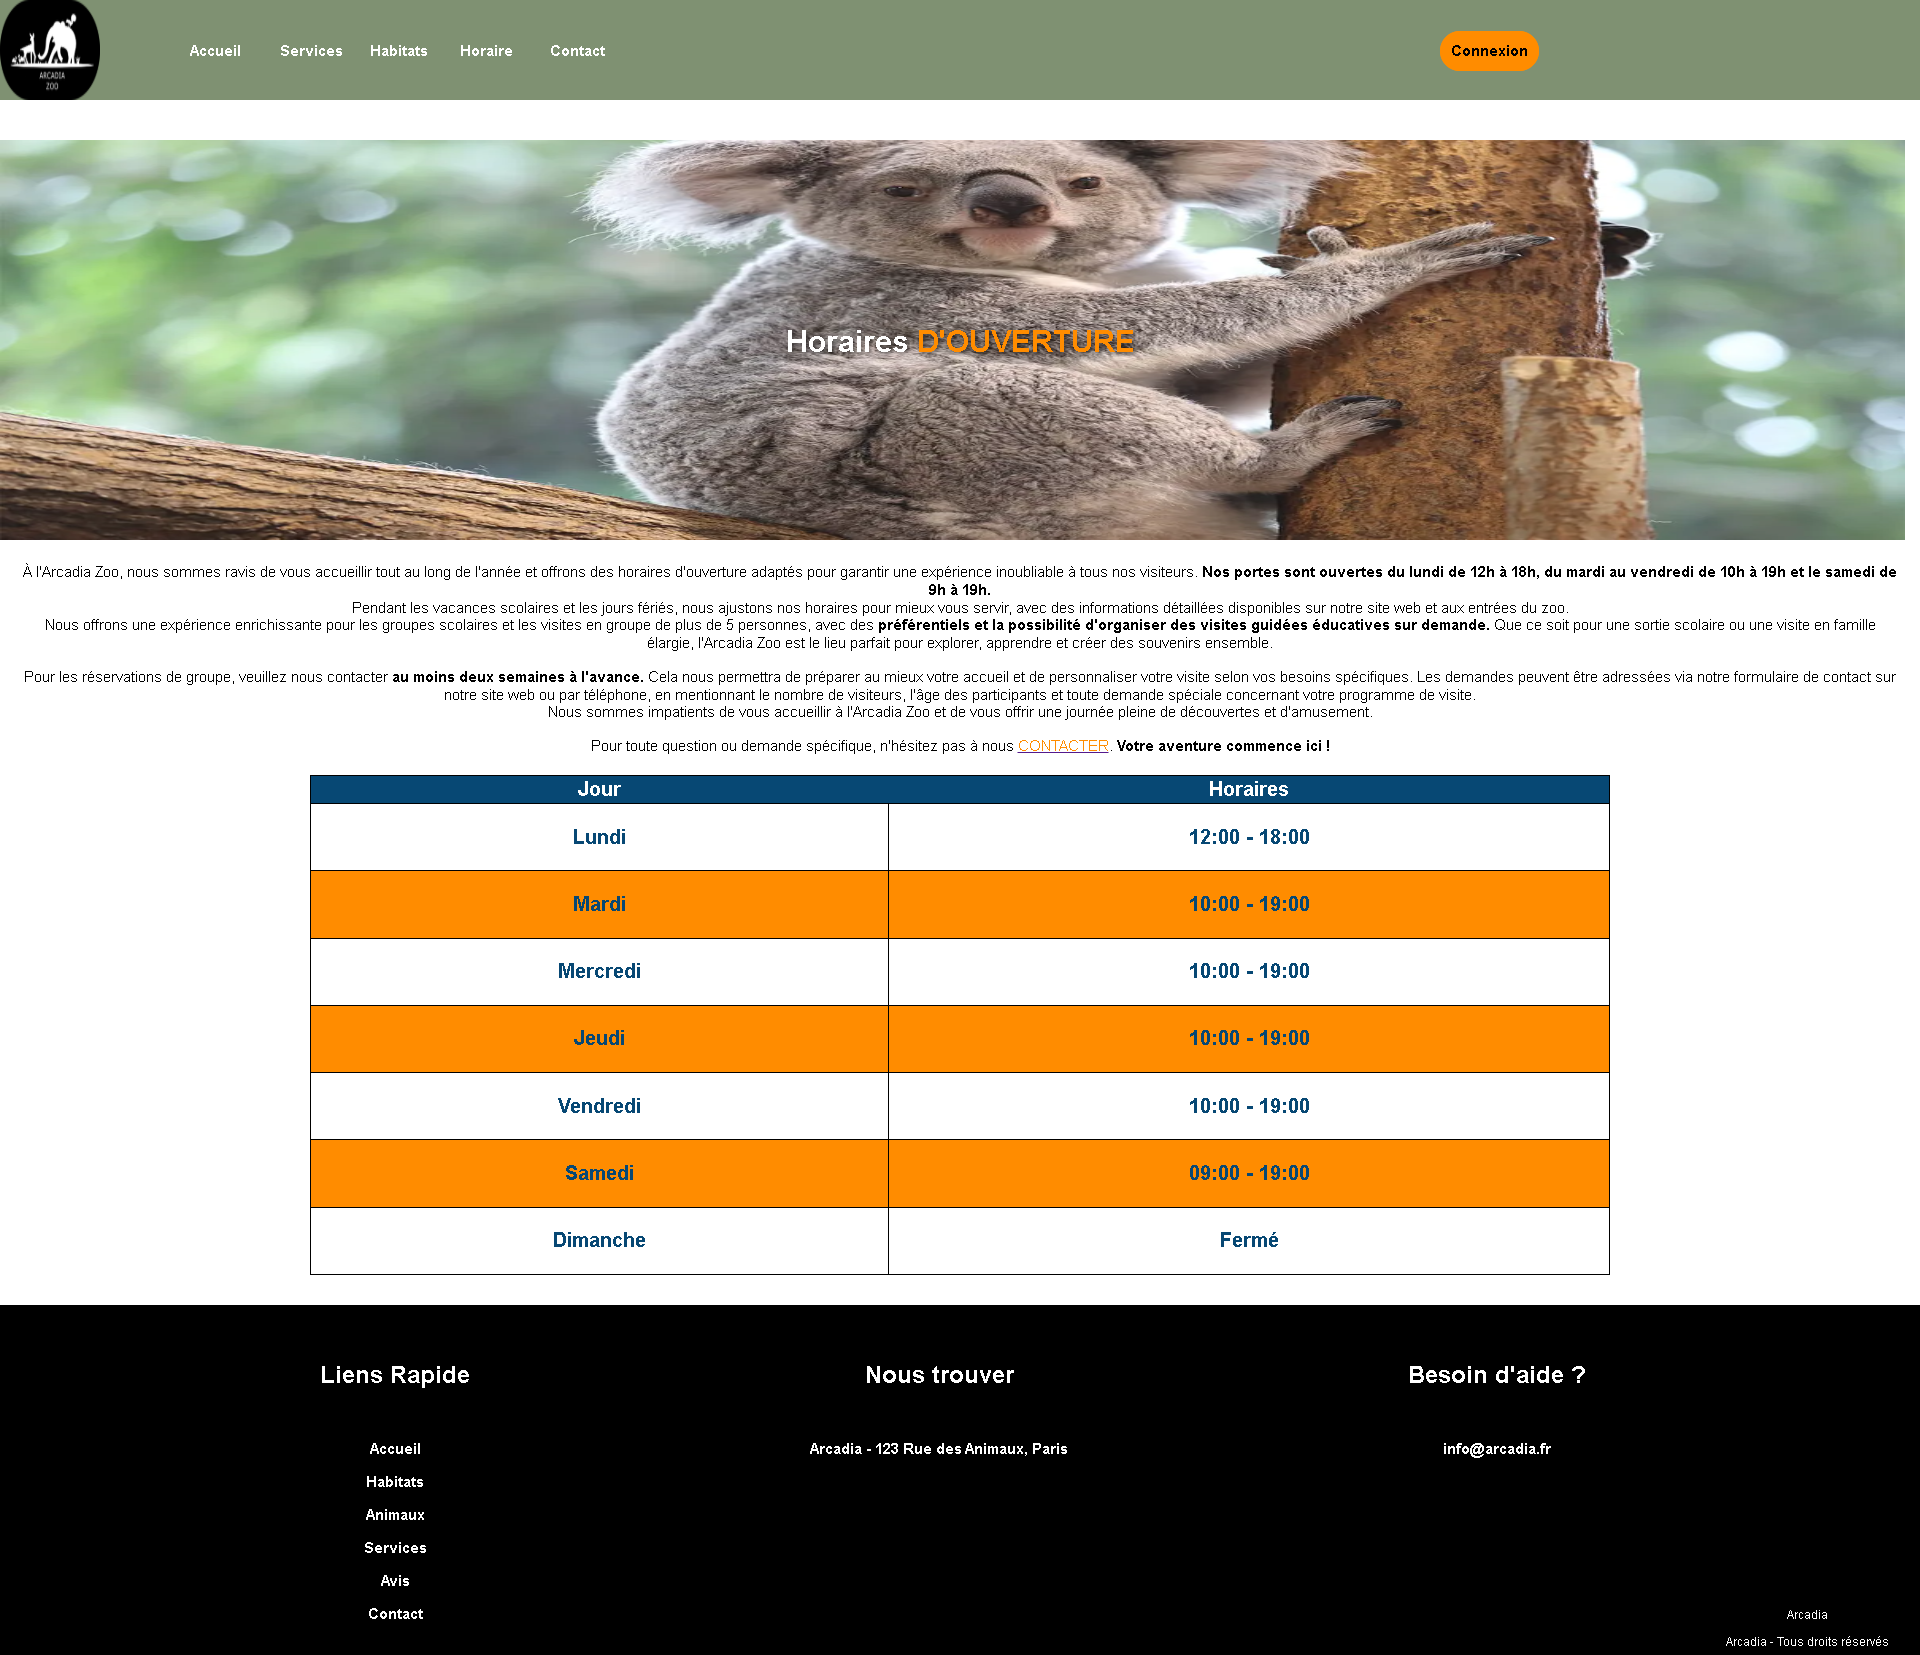 ARCADIA
ZOO
Accueil Services Habitats Horaire Contact Connexion
Horaires D'OUVERTURE
À l'Arcadia Zoo, nous sommes ravis de vous accueillir tout au long de l'année et offrons des horaires d'ouverture adaptés pour garantir une expérience inoubliable à tous nos visiteurs. Nos portes sont ouvertes du lundi de 12h à 18h, du mardi au vendredi de 10h à 19h et le samedi de
9h à 19h.
Pendant les vacances scolaires et les jours fériés, nous ajustons nos horaires pour mieux vous servir, avec des informations détaillées disponibles sur notre site web et aux entrées du zoo.
Nous offrons une expérience enrichissante pour les groupes scolaires et les visites en groupe de plus de 5 personnes, avec des préférentiels et la possibilité d'organiser des visites guidées éducatives sur demande. Que ce soit pour une sortie scolaire ou une visite en famille
élargie, l'Arcadia Zoo est le lieu parfait pour explorer, apprendre et créer des souvenirs ensemble.
Pour les réservations de groupe, veuillez nous contacter au moins deux semaines à l'avance. Cela nous permettra de préparer au mieux votre accueil et de personnaliser votre visite selon vos besoins spécifiques. Les demandes peuvent être adressées via notre formulaire de contact sur
notre site web ou par téléphone, en mentionnant le nombre de visiteurs, l'âge des participants et toute demande spéciale concernant votre programme de visite.
Nous sommes impatients de vous accueillir à l'Arcadia Zoo et de vous offrir une journée pleine de découvertes et d'amusement.
Pour toute question ou demande spécifique, n'hésitez pas à nous CONTACTER. Votre aventure commence ici !
Jour Horaires
Lundi 12:00 - 18:00
Mardi 10:00 - 19:00
Mercredi 10:00 - 19:00
Jeudi 10:00 - 19:00
Vendredi 10:00 - 19:00
Samedi 09:00 - 19:00
Dimanche Fermé
Liens Rapide
Accueil
Habitats
Animaux
Services
Avis
Contact
Nous trouver
Arcadia - 123 Rue des Animaux, Paris
Besoin d'aide ?
info@arcadia.fr
Arcadia
Arcadia - Tous droits réservés